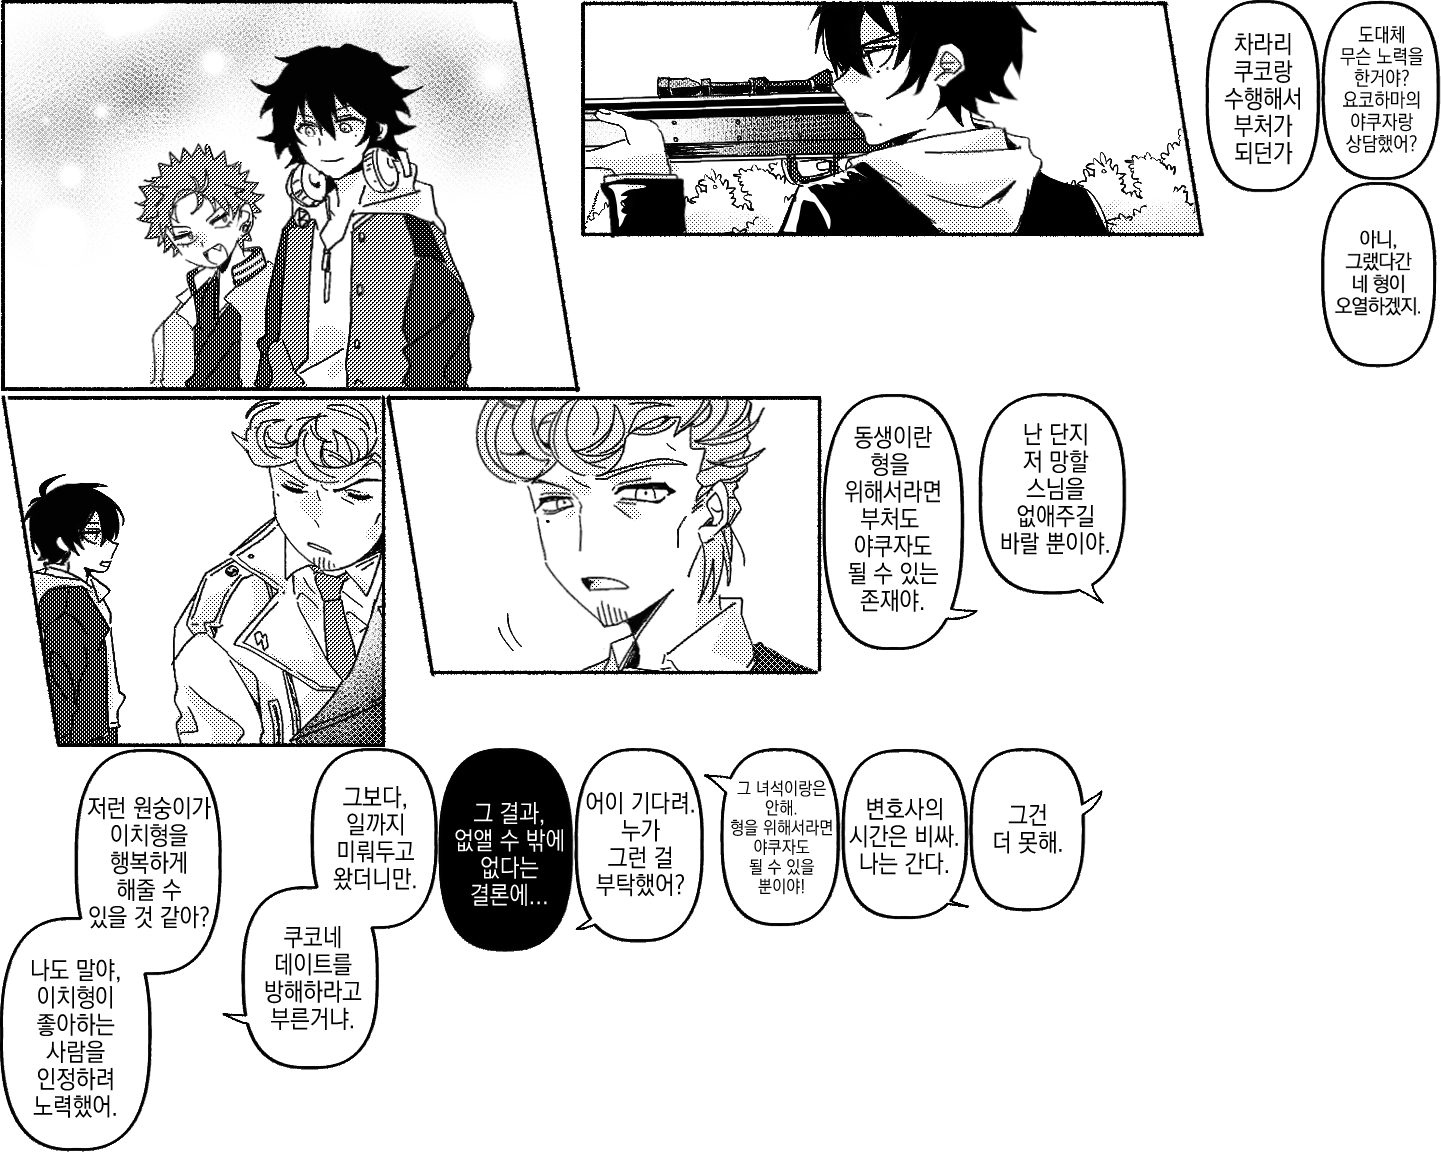 도대체
무슨 노력을
한거야?
요코하마의
야쿠자랑
상담했어?
차라리
쿠코랑
수행해서
부처가
되던가
아니,
그랬다간
네 형이
오열하겠지.
난 단지
저 망할
스님을
없애주길
바랄 뿐이야.
동생이란
형을
위해서라면
부처도
야쿠자도
될 수 있는
존재야.
그건
더 못해.
변호사의
시간은 비싸.
나는 간다.
그 녀석이랑은
안해.
형을 위해서라면
야쿠자도
될 수 있을
뿐이야!
어이 기다려.
누가
그런 걸
부탁했어?
그 결과,
없앨 수 밖에
없다는
결론에...
그보다,
일까지
미뤄두고
왔더니만.
쿠코네
데이트를
방해하라고
부른거냐.
저런 원숭이가
이치형을
행복하게
해줄 수
있을 것 같아?
나도 말야,
이치형이
좋아하는
사람을
인정하려
노력했어.